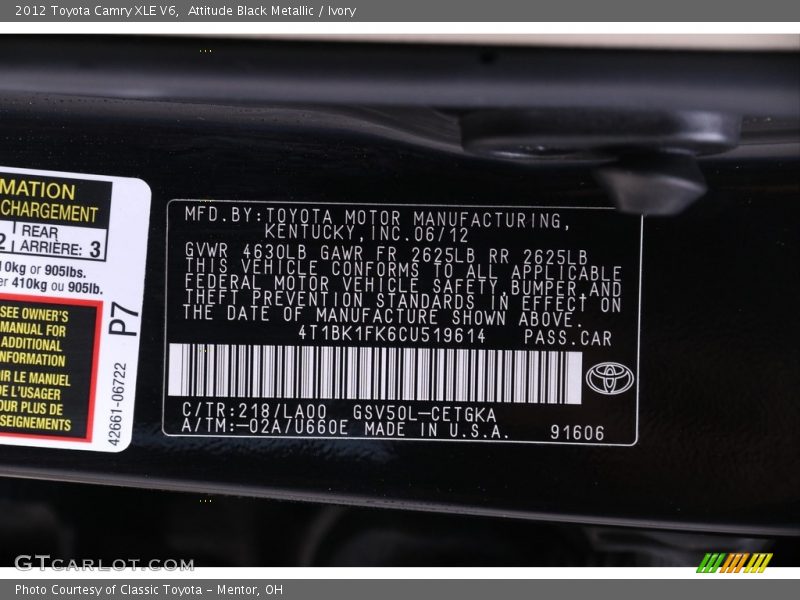 2012 Toyota Camry XLE V6,  Attitude Black Metallic / Ivory
MATION
CHARGEMENT
2 REAR
ARRIÈRE: 3
10kg or 905lbs.
er 410kg ou 905lb.
SEE OWNER'S
MANUAL FOR
ADDITIONAL
NFORMATION
IR LE MANUEL
DE L'USAGER
OUR PLUS DE
SEIGNEMENTS
P7
42661-06722
MFD.BY:TOYOTA MOTOR MANUFACTURING,
KENTUCKY,INC.06/12
GVWR 4630LB GAWR FR 2625LB RR 2625LB
THIS VEHICLE CONFORMS TO ALL APPLICABLE
FEDERAL MOTOR VEHICLE SAFETY,BUMPER,AND
THEFT PREVENTION STANDARDS IN EFFECT ON
THE DATE OF MANUFACTURE SHOWN ABOVE.
4T1BK1FK6CU519614 PASS.CAR
C/TR:218/LA00 GSV50L-CETGKA
A/TM:-02A/U660E MADE IN U.S.A. 91606
GTCARLOT.COM
Photo Courtesy of Classic Toyota - Mentor, OH